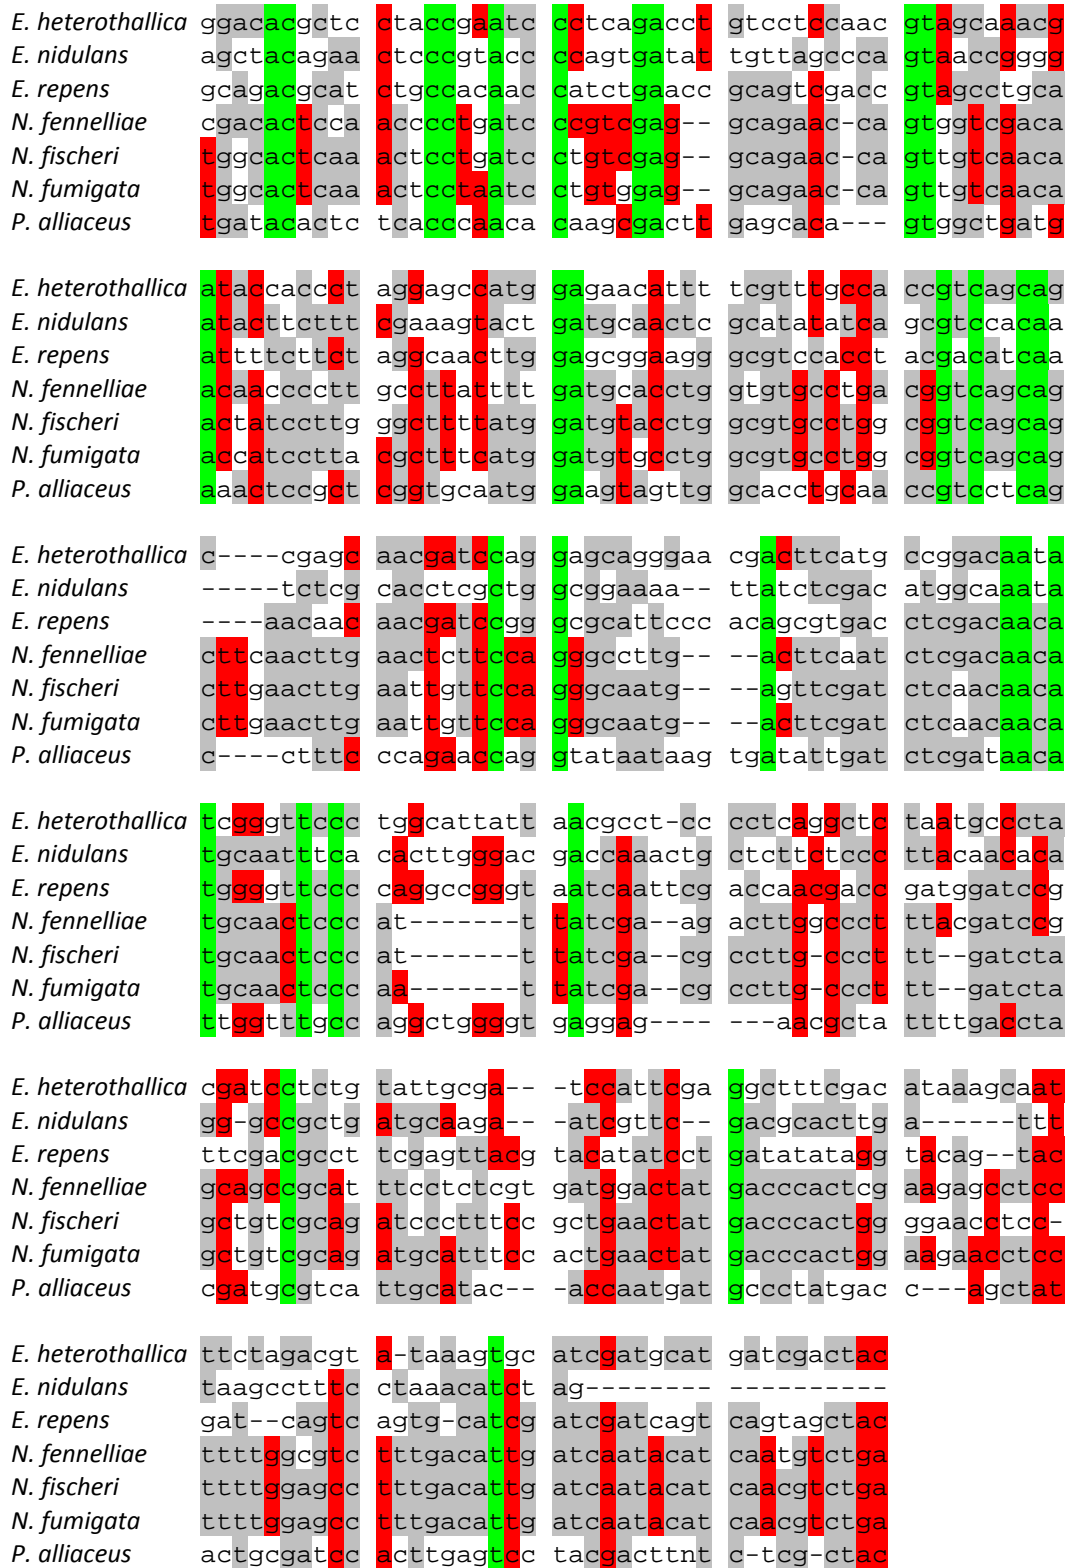 E. heterothallica ggacacgctc ctaccgaatc cctcagacct gtcctccaac gtagcaaacg
E. nidulans agctacagaa ctcccgtacc ccagtgatat tgttagccca gtaaccgggg
E. repens gcagacgcat ctgccacaac catctgaacc gcagtcgacc gtagcctgca
N. fennelliae cgacactcca acccctgatc ccgtcgag-- gcagaac-ca gtggtcgaca
N. fischeri tggcactcaa actcctgatc ctgtcgag-- gcagaac-ca gttgtcaaca
N. fumigata tggcactcaa actcctaatc ctgtggag-- gcagaac-ca gttgtcaaca
P. alliaceus tgatacactc tcacccaaca caagcgactt gagcaca--- gtggctgatg
E. heterothallica ataccaccct aggagccatg gagaacattt tcgtttgcca ccgtcagcag
E. nidulans atacttcttt cgaaagtact gatgcaactc gcatatatca gcgtccacaa
E. repens attttcttct aggcaacttg gagcggaagg gcgtccacct acgacatcaa
N. fennelliae acaacccctt gccttatttt gatgcacctg gtgtgcctga cggtcagcag
N. fischeri actatccttg ggcttttatg gatgtacctg gcgtgcctgg cggtcagcag
N. fumigata accatcctta cgctttcatg gatgtgcctg gcgtgcctgg cggtcagcag
P. alliaceus aaactccgct cggtgcaatg gaagtagttg gcacctgcaa ccgtcctcag
E. heterothallica c----cgagc aacgatccag gagcagggaa cgacttcatg ccggacaata
E. nidulans -----tctcg cacctcgctg gcggaaaa-- ttatctcgac atggcaaata
E. repens ----aacaac aacgatccgg gcgcattccc acagcgtgac ctcgacaaca
N. fennelliae cttcaacttg aactcttcca gggccttg-- -acttcaat ctcgacaaca
N. fischeri cttgaacttg aattgttcca gggcaatg-- -agttcgat ctcaacaaca
N. fumigata cttgaacttg aattgttcca gggcaatg-- -acttcgat ctcaacaaca
P. alliaceus c----ctttc ccagaaccag gtataataag tgatattgat ctcgataaca
E. heterothallica tcgggttccc tggcattatt aacgcct-cc cctcaggctc taatgcccta
E. nidulans tgcaatttca cacttgggac gaccaaactg ctcttctccc ttacaacaca
E. repens tggggttccc caggccgggt aatcaattcg accaacgacc gatggatccg
N. fennelliae tgcaactccc at-------t tatcga--ag acttggccct ttacgatccg
N. fischeri tgcaactccc at-------t tatcga--cg ccttg-ccct tt--gatcta
N. fumigata tgcaactccc aa-------t tatcga--cg ccttg-ccct tt--gatcta
P. alliaceus ttggtttgcc aggctggggt gaggag---- ---aacgcta ttttgaccta
E. heterothallica cgatcctctg tattgcga-- -tccattcga ggctttcgac ataaagcaat
E. nidulans gg-gccgctg atgcaaga-- -atcgttc-- gacgcacttg a------ttt
E. repens ttcgacgcct tcgagttacg tacatatcct gatatatagg tacag--tac
N. fennelliae gcagccgcat ttcctctcgt gatggactat gacccactcg aagagcctcc
N. fischeri gctgtcgcag atccctttcc gctgaactat gacccactgg ggaacctcc-
N. fumigata gctgtcgcag atgcatttcc actgaactat gacccactgg aagaacctcc
P. alliaceus cgatgcgtca ttgcatac-- -accaatgat gccctatgac c---agctat
E. heterothallica ttctagacgt a-taaagtgc atcgatgcat gatcgactac
E. nidulans taagcctttc ctaaacatct ag-------- ----------
E. repens gat--cagtc agtg-catcg atcgatcagt cagtagctac
N. fennelliae ttttggcgtc tttgacattg atcaatacat caatgtctga
N. fischeri ttttggagcc tttgacattg atcaatacat caacgtctga
N. fumigata ttttggagcc tttgacattg atcaatacat caacgtctga
P. alliaceus actgcgatcc acttgagtcc tacgacttnt c-tcg-ctac